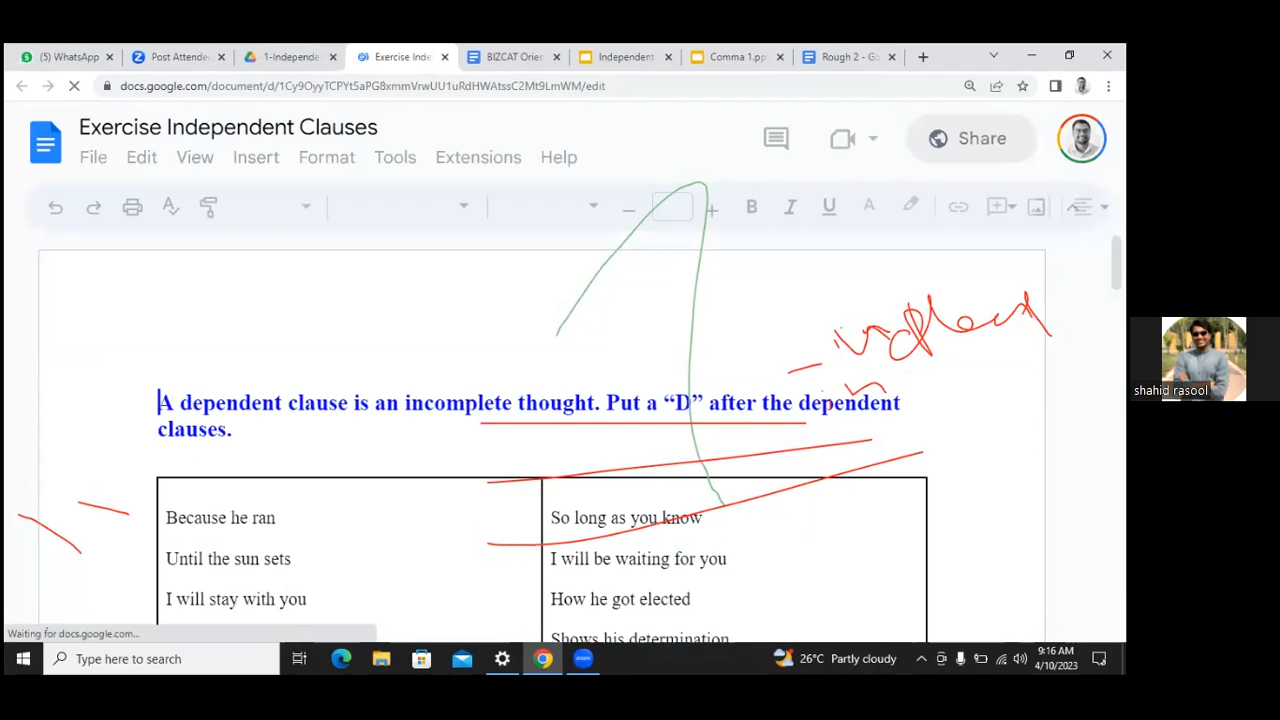 (5) WhatsApp
Post Attende
1-Independe
Exercise Inde
BIZCAT Orien
Independent
Comma 1.pp
Rough 2 - Go
docs.google.com/document/d/1Cy9OyyTCPYtSaPG8xmmVrwUU1uRdHWAtssC2Mt9LmWM/edit
Exercise Independent Clauses
File Edit View Insert Format Tools Extensions Help
Share
B I U A
A dependent clause is an incomplete thought. Put a “D” after the dependent
clauses.
Because he ran
Until the sun sets
I will stay with you
So long as you know
I will be waiting for you
How he got elected
Shows his determination
shahid rasool
Waiting for docs.google.com...
Type here to search
26°C Partly cloudy
9:16 AM
4/10/2023